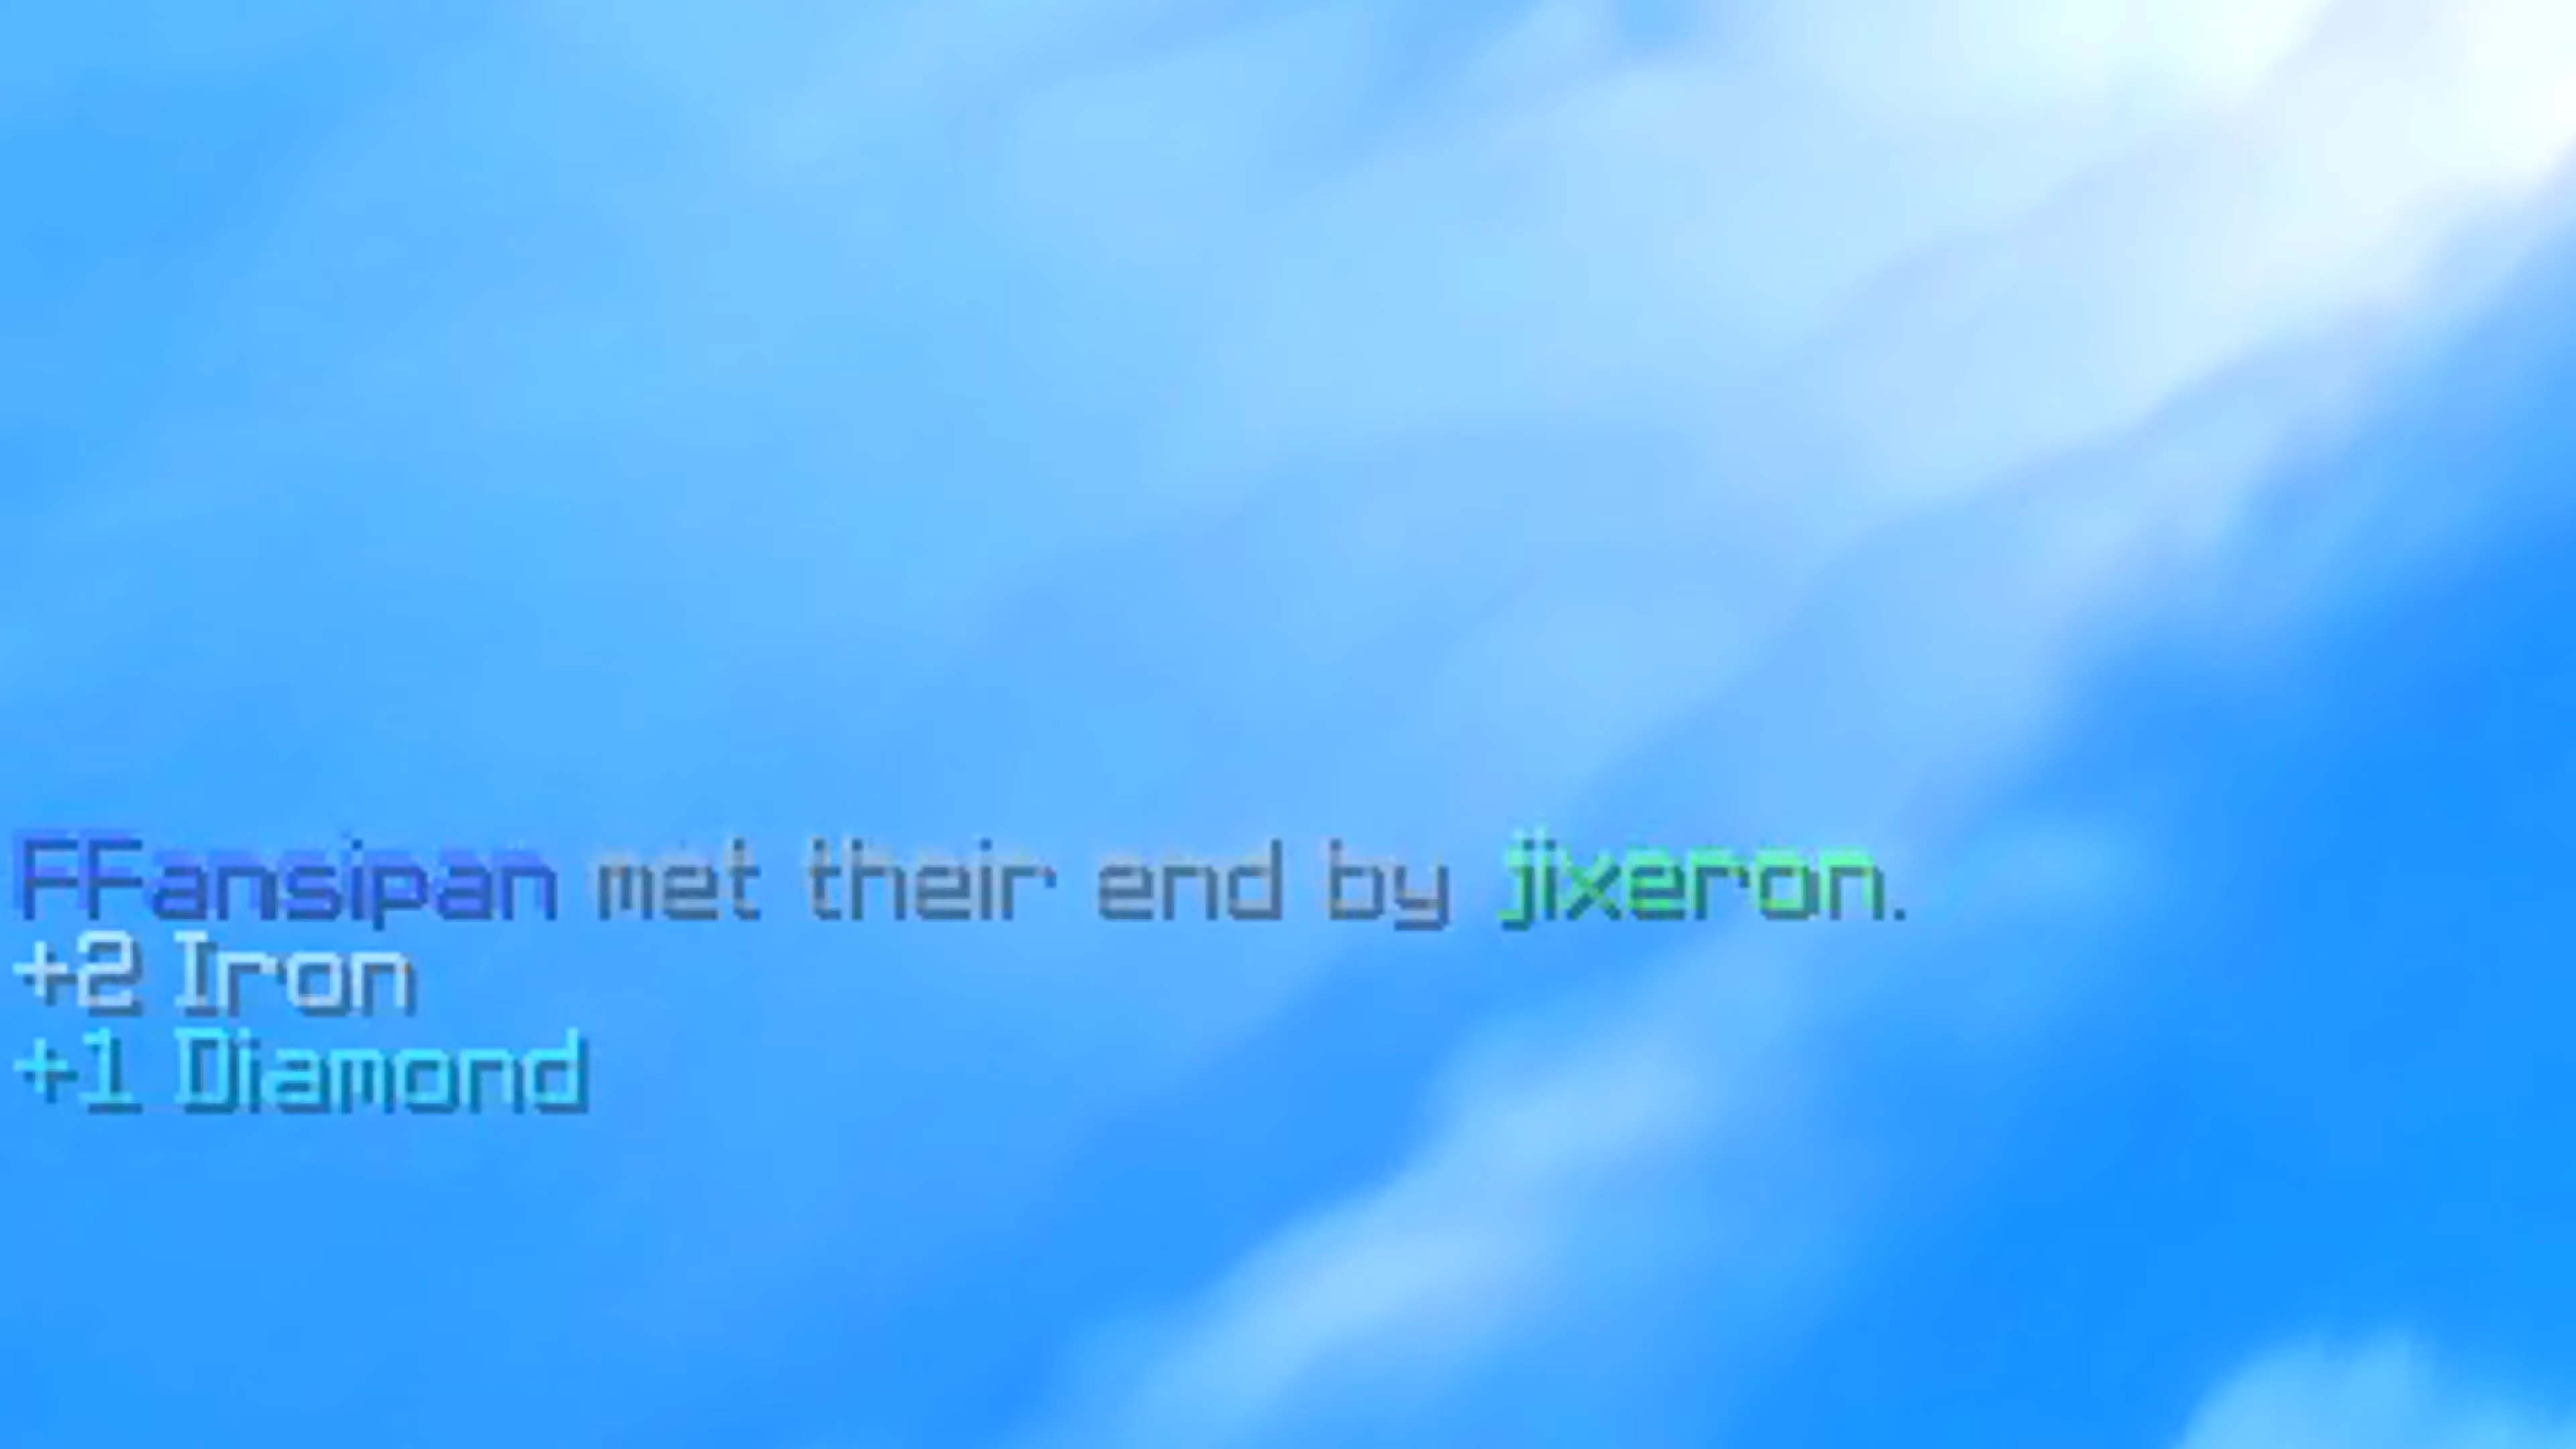 FFansipan met their end by jixeron.
+2 Iron
+1 Diamond